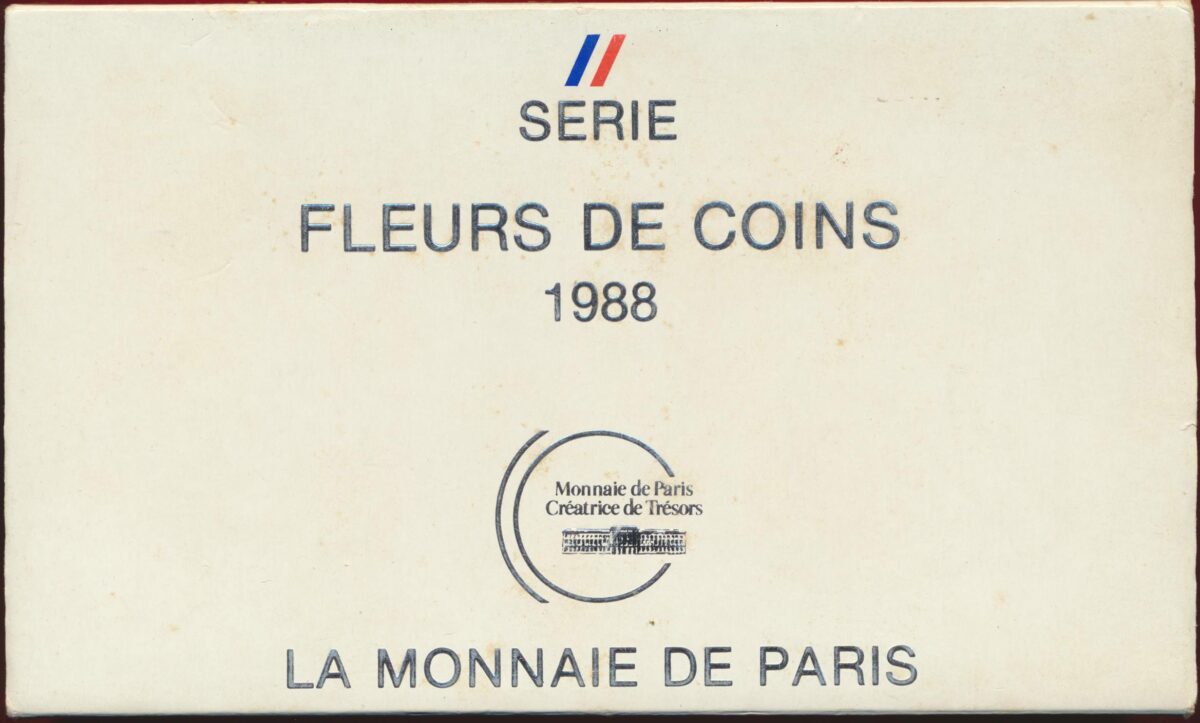 SERIE
FLEURS DE COINS
1988
Monnaie de Paris
Créatrice de Trésors
LA MONNAIE DE PARIS